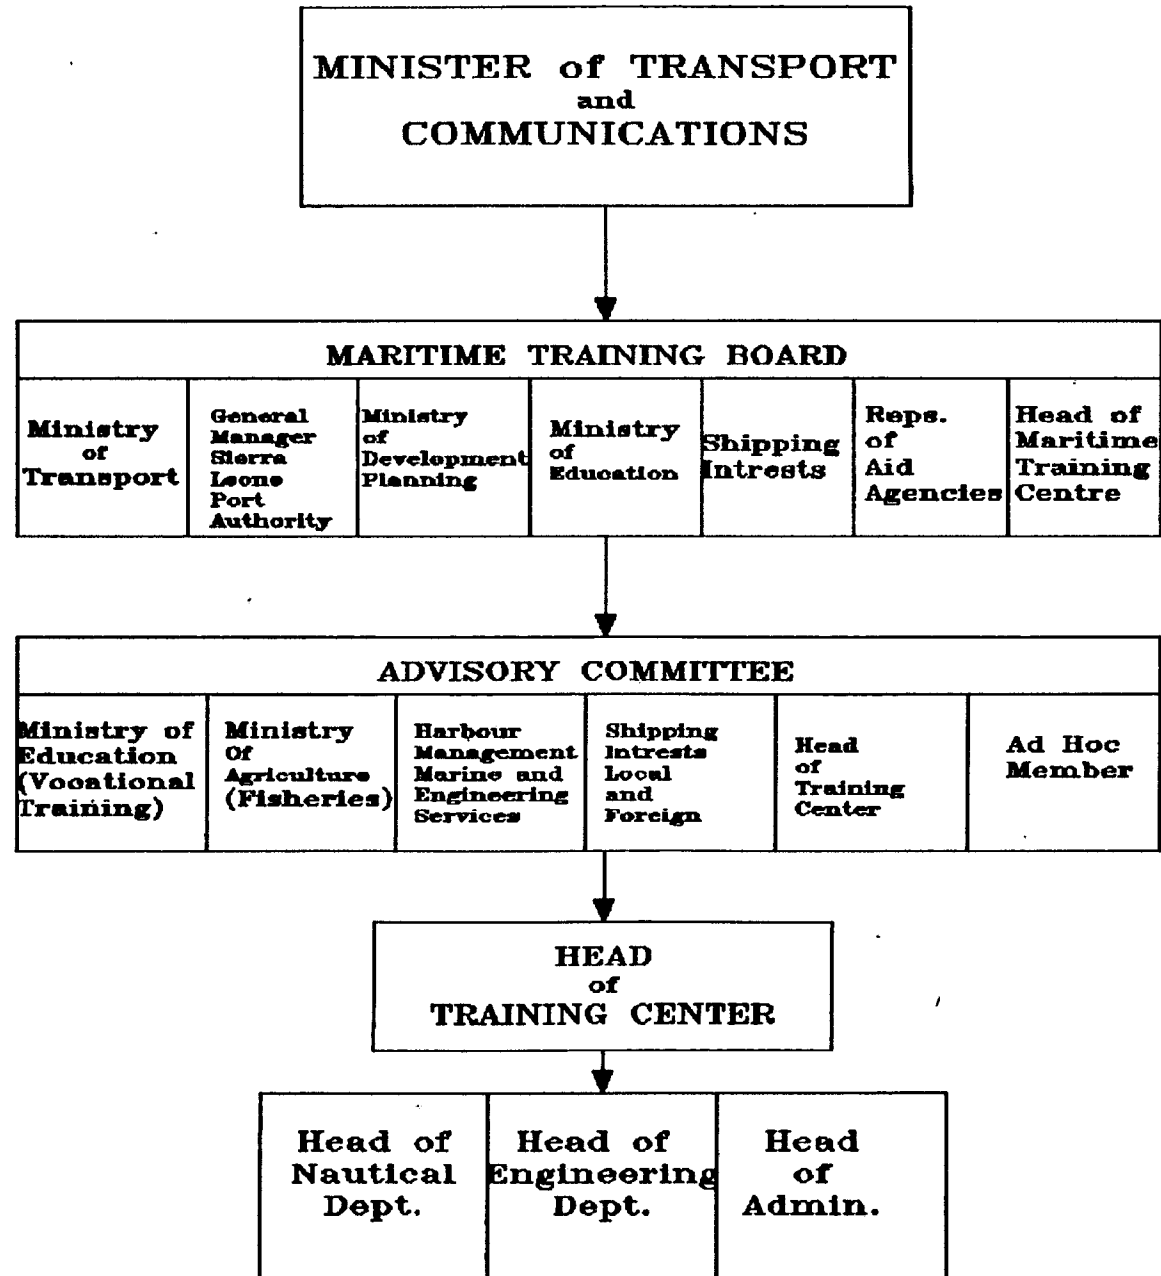 MINISTER of TRANSPORT
and
COMMUNICATIONS
MARITIME TRAINING BOARD
Ministry
of
Transport
General
Manager
Sierra
Leone
Port
Authority
Ministry
of
Development
Planning
Ministry
of
Education
Shipping
Intrests
Reps.
of
Aid
Agencies
Head of
Maritime
Training
Centre
ADVISORY COMMITTEE
Ministry of
Education
(Vocational
Training)
Ministry
Of
Agriculture
(Fisheries)
Harbour
Management
Marine and
Engineering
Services
Shipping
Intrests
Local
and
Foreign
Head
of
Training
Center
Ad Hoc
Member
HEAD
of
TRAINING CENTER
Head of
Nautical
Dept.
Head of
Engineering
Dept.
Head
of
Admin.